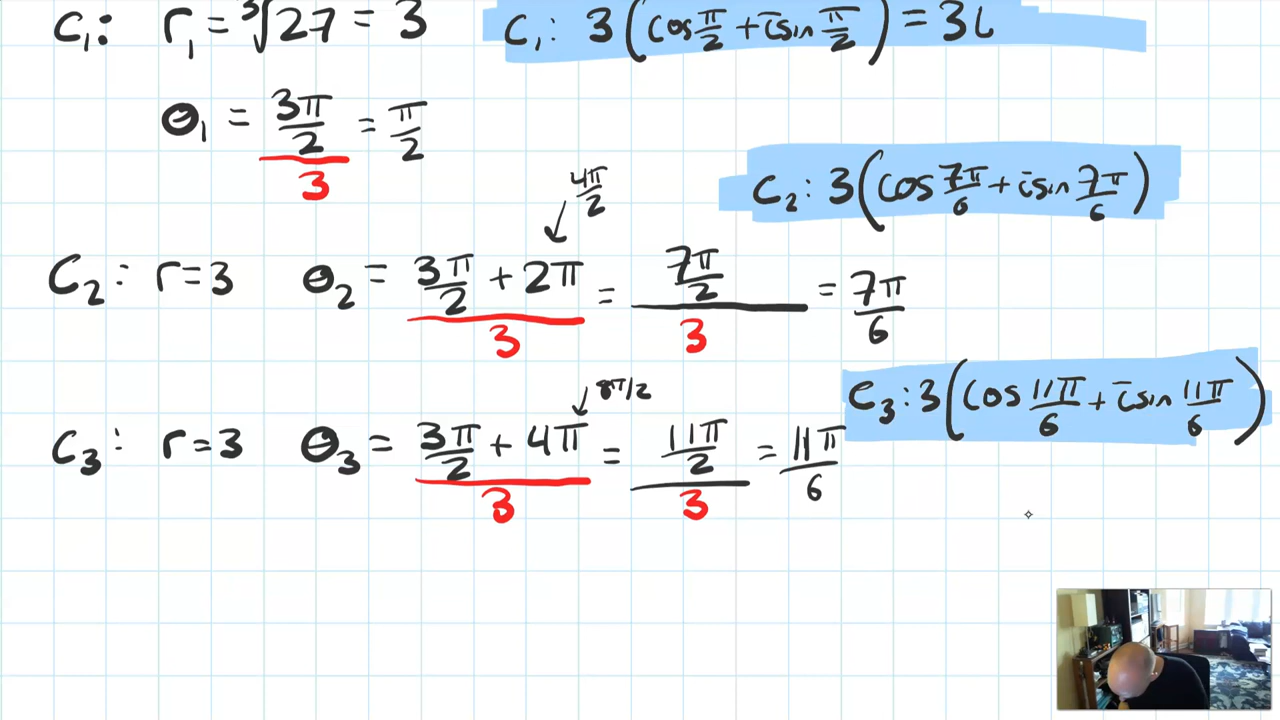 C₁: r₁ = ∛27 = 3 C₁: 3(cos π/2 + i sin π/2) = 3i
θ₁ = (3π/2)/3 = π/2
4π/2
C₂: 3(cos 7π/6 + i sin 7π/6)
C₂: r=3 θ₂ = (3π/2 + 2π)/3 = (7π/2)/3 = 7π/6
8π/2
C₃: 3(cos 11π/6 + i sin 11π/6)
C₃: r=3 θ₃ = (3π/2 + 4π)/3 = (11π/2)/3 = 11π/6